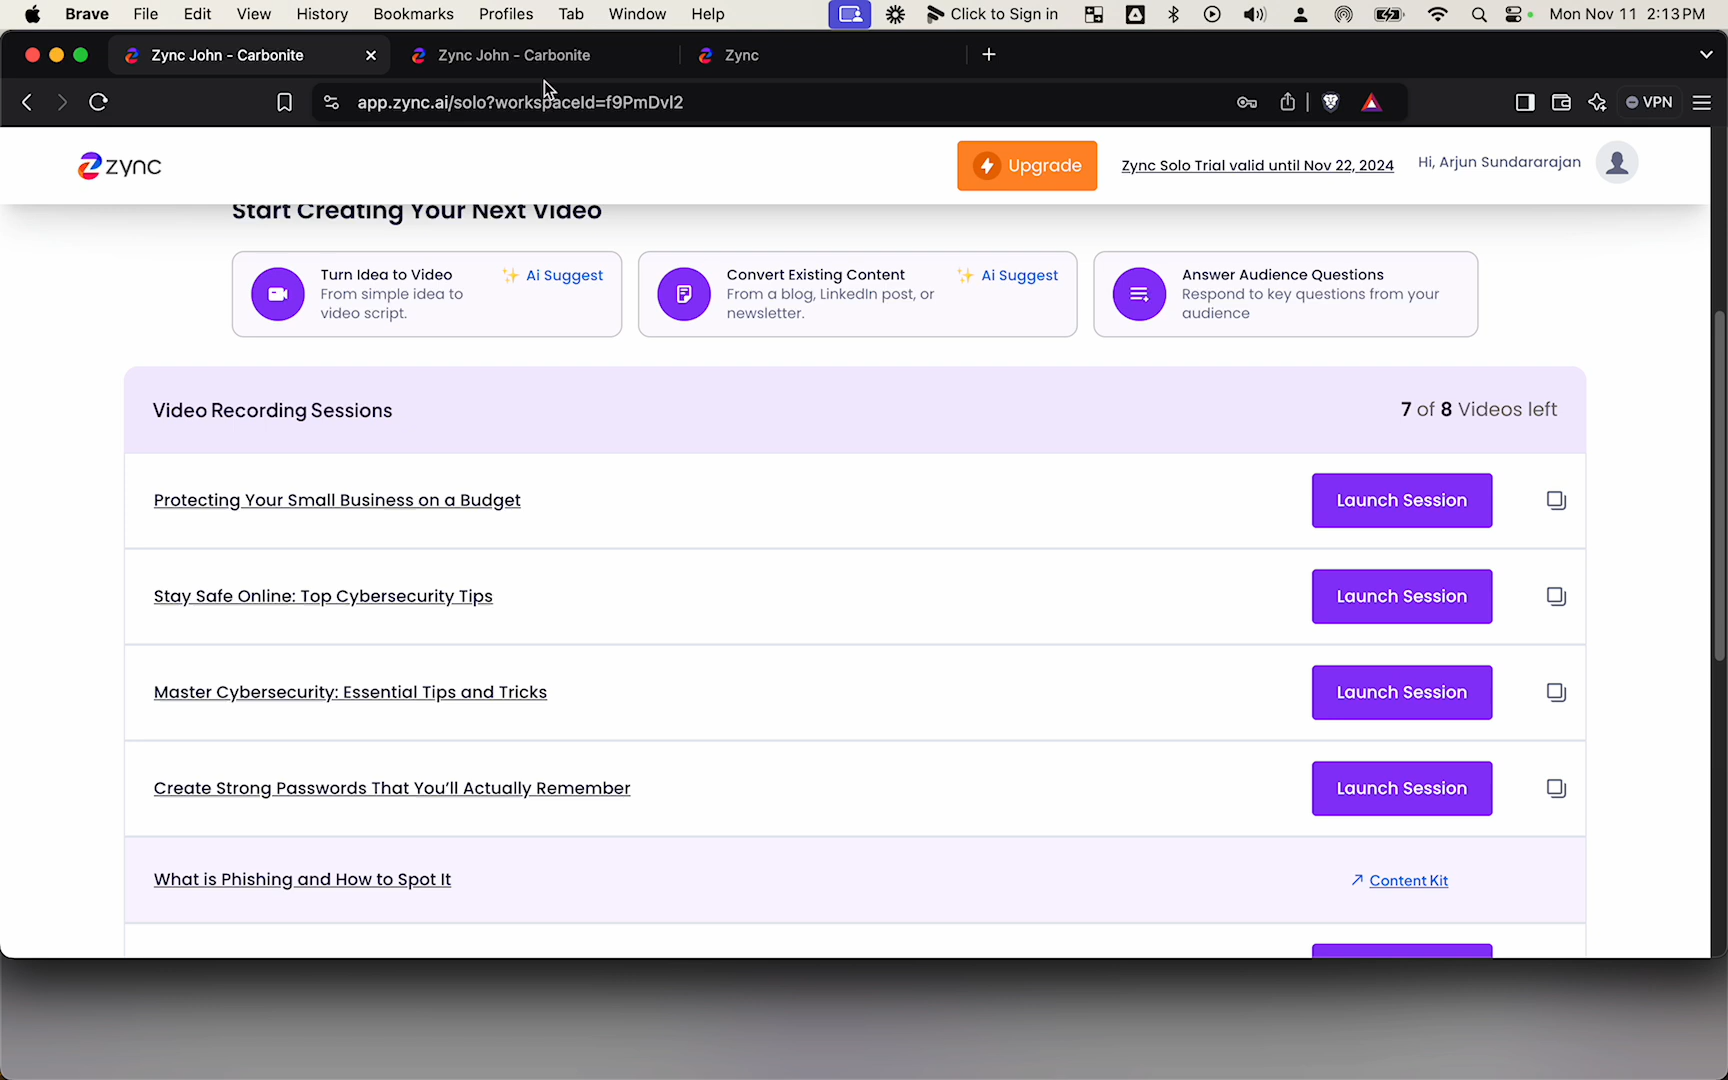 Brave File Edit View History Bookmarks Profiles Tab Window Help Click to Sign in Mon Nov 11 2:13 PM
Zync John - Carbonite Zync John - Carbonite Zync
app.zync.ai/solo?workspaceId=f9PmDvI2 VPN
zync Upgrade Zync Solo Trial valid until Nov 22, 2024 Hi, Arjun Sundararajan
Start Creating Your Next Video
Turn Idea to Video Ai Suggest
From simple idea to
video script.
Convert Existing Content Ai Suggest
From a blog, LinkedIn post, or
newsletter.
Answer Audience Questions
Respond to key questions from your
audience
Video Recording Sessions 7 of 8 Videos left
Protecting Your Small Business on a Budget Launch Session
Stay Safe Online: Top Cybersecurity Tips Launch Session
Master Cybersecurity: Essential Tips and Tricks Launch Session
Create Strong Passwords That You’ll Actually Remember Launch Session
What is Phishing and How to Spot It Content Kit